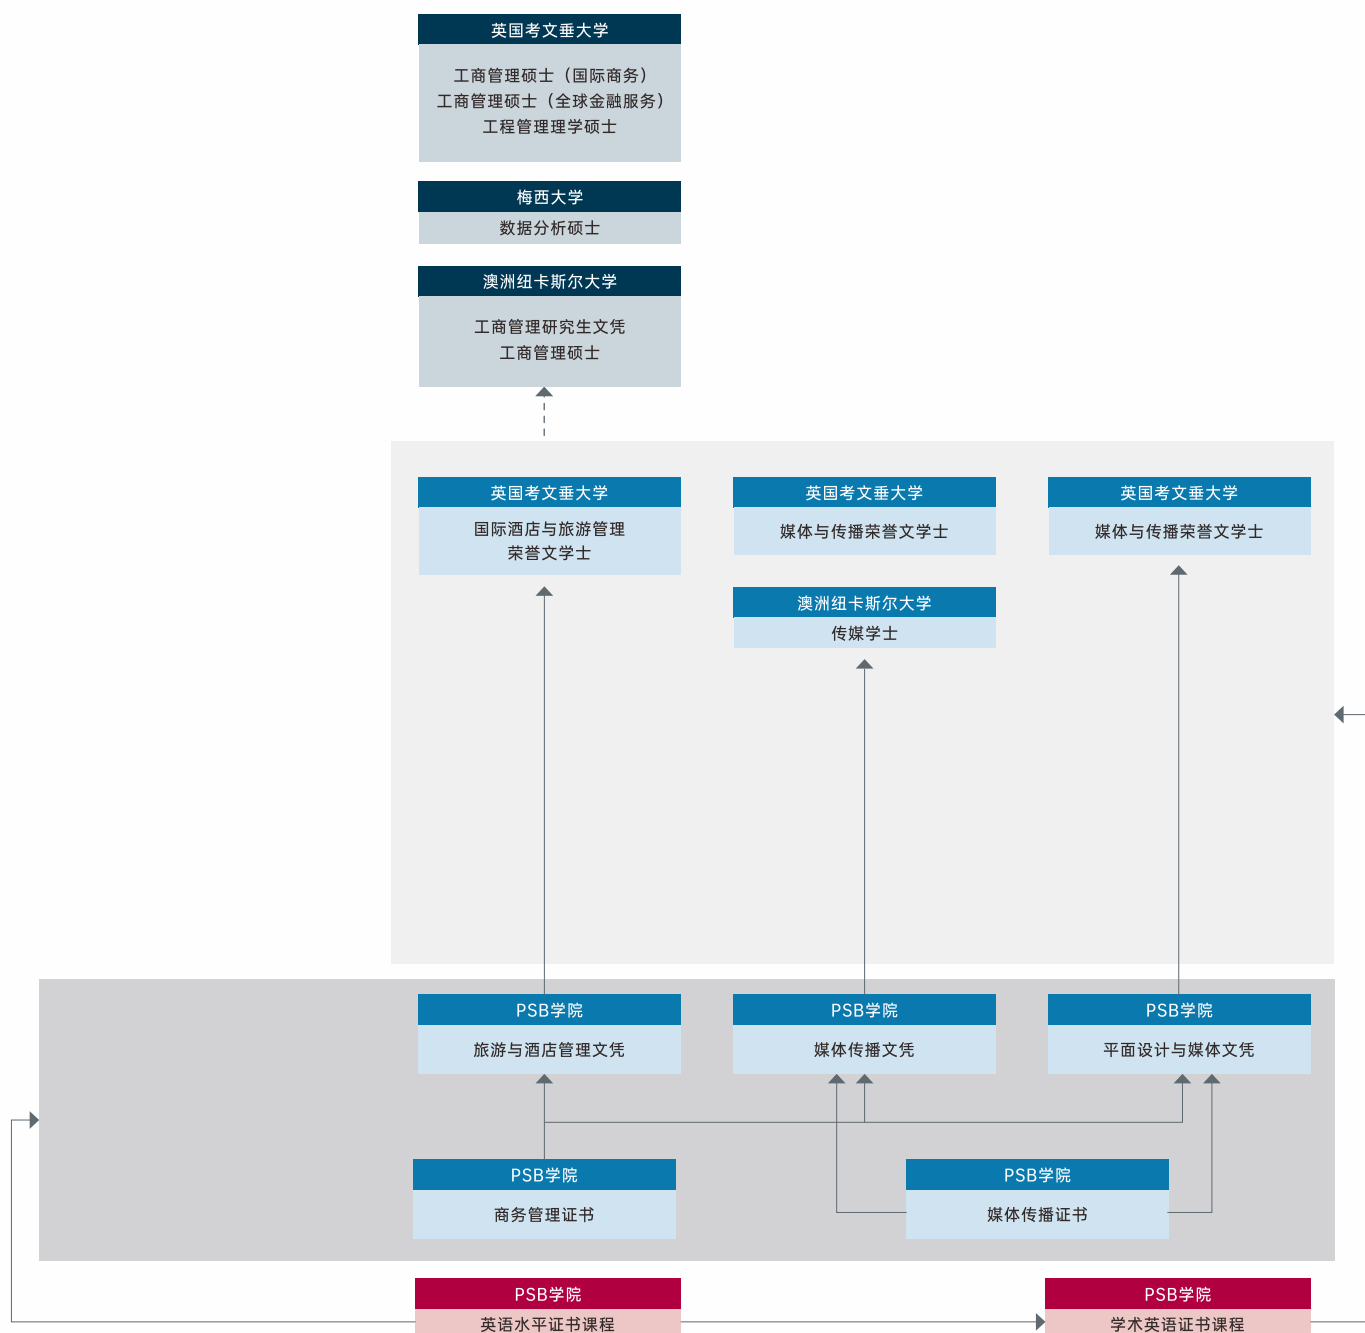 英国考文垂大学
工商管理硕士（国际商务）
工商管理硕士（全球金融服务）
工程管理理学硕士
梅西大学
数据分析硕士
澳洲纽卡斯尔大学
工商管理研究生文凭
工商管理硕士
英国考文垂大学
国际酒店与旅游管理
荣誉文学士
英国考文垂大学
媒体与传播荣誉文学士
澳洲纽卡斯尔大学
传媒学士
英国考文垂大学
媒体与传播荣誉文学士
PSB学院
旅游与酒店管理文凭
PSB学院
媒体传播文凭
PSB学院
平面设计与媒体文凭
PSB学院
商务管理证书
PSB学院
媒体传播证书
PSB学院
英语水平证书课程
PSB学院
学术英语证书课程